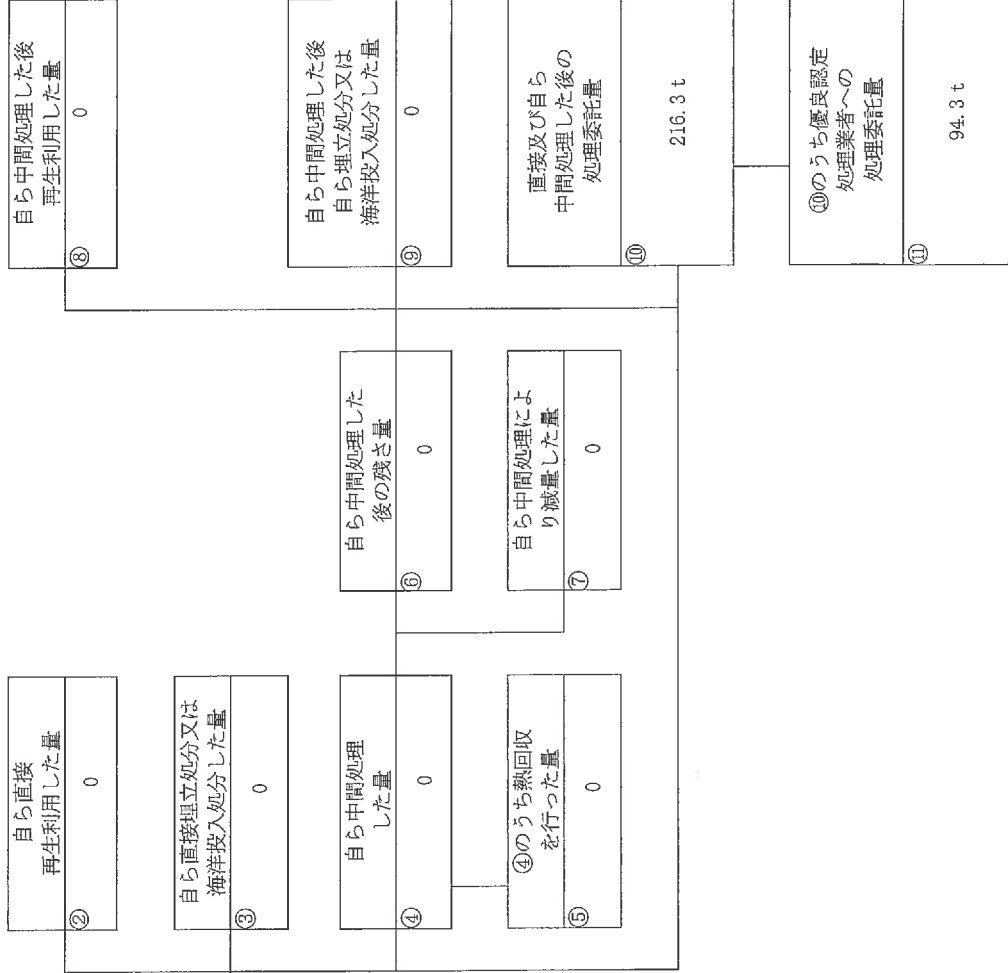 自ら直接
再生利用した量
②
0
自ら直接埋立処分又は
海洋投入処分した量
③
0
自ら中間処理
した量
④
0
④のうち熱回収
を行った量
⑤
0
自ら中間処理した
後の残さ量
⑥
0
自ら中間処理によ
り減量した量
⑦
0
自ら中間処理した後
再生利用した量
⑧
0
自ら中間処理した後
自ら埋立処分又は
海洋投入処分した量
⑨
0
直接及び自ら
中間処理した後の
処理委託量
⑩
216.3 t
⑩のうち優良認定
処理業者への
処理委託量
⑪
94.3 t